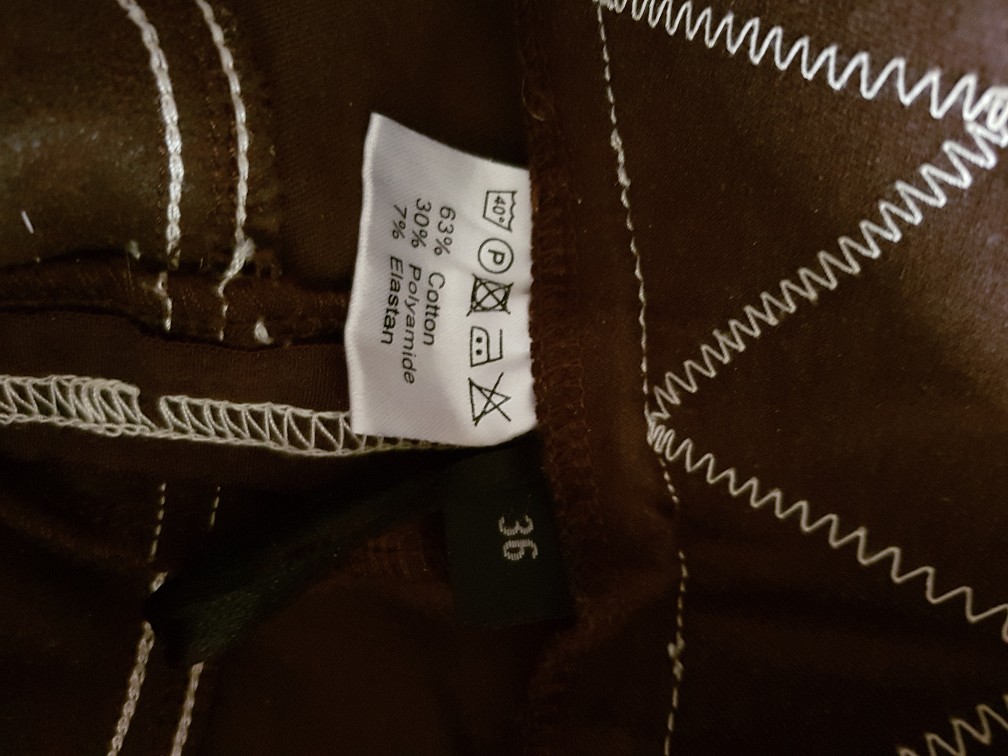 40°
P
63% Cotton
30% Polyamide
7% Elastan
36